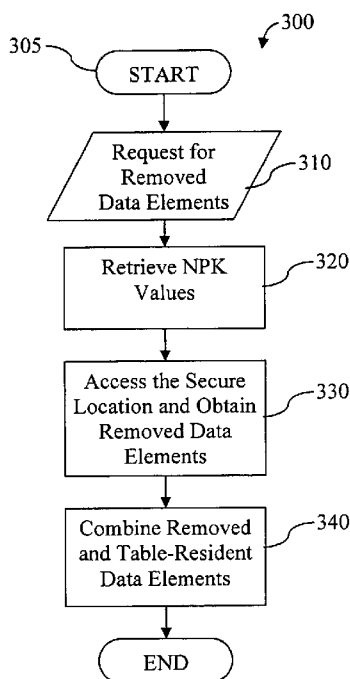 300
305
START
Request for
Removed
Data Elements
310
Retrieve NPK
Values
320
Access the Secure
Location and Obtain
Removed Data
Elements
330
Combine Removed
and Table-Resident
Data Elements
340
END